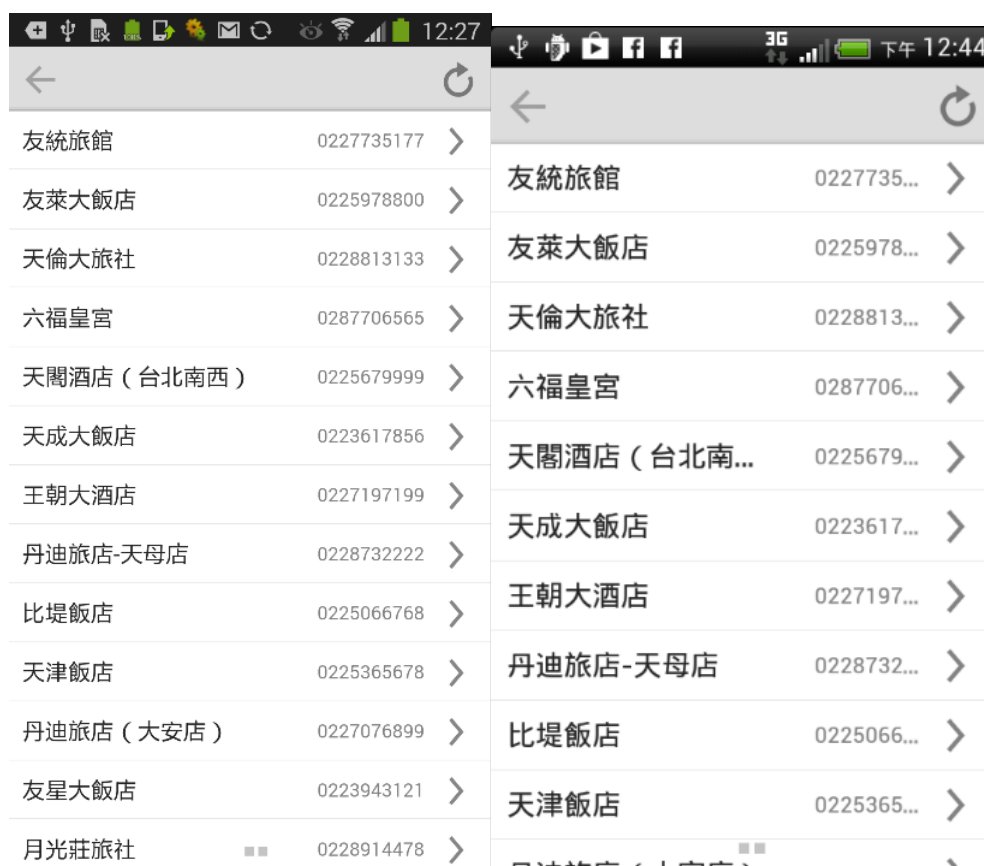 12:27
友統旅館 0227735177
友萊大飯店 0225978800
天倫大旅社 0228813133
六福皇宮 0287706565
天閣酒店（台北南西） 0225679999
天成大飯店 0223617856
王朝大酒店 0227197199
丹迪旅店-天母店 0228732222
比堤飯店 0225066768
天津飯店 0225365678
丹迪旅店（大安店） 0227076899
友星大飯店 0223943121
月光莊旅社 0228914478
3G 下午 12:44
友統旅館 0227735...
友萊大飯店 0225978...
天倫大旅社 0228813...
六福皇宮 0287706...
天閣酒店（台北南... 0225679...
天成大飯店 0223617...
王朝大酒店 0227197...
丹迪旅店-天母店 0228732...
比堤飯店 0225066...
天津飯店 0225365...